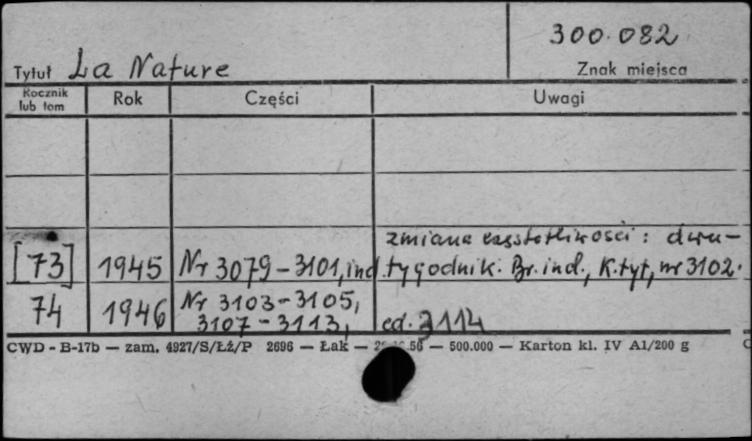 300.082
Tytuł La Nature
Znak miejsca
Rocznik lub tom Rok Części Uwagi
zmiana częstotliwości: dwu-
[73] 1945 Nr 3079-3101, ind. tygodnik. Br. ind., K. tyt, nr 3102.
74 1946 Nr 3103-3105,
3107-3113, cd. 3114
CWD - B-17b — zam. 4927/S/ŁŻ/P 2696 — Łak — 56 — 500.000 — Karton kl. IV A1/200 g